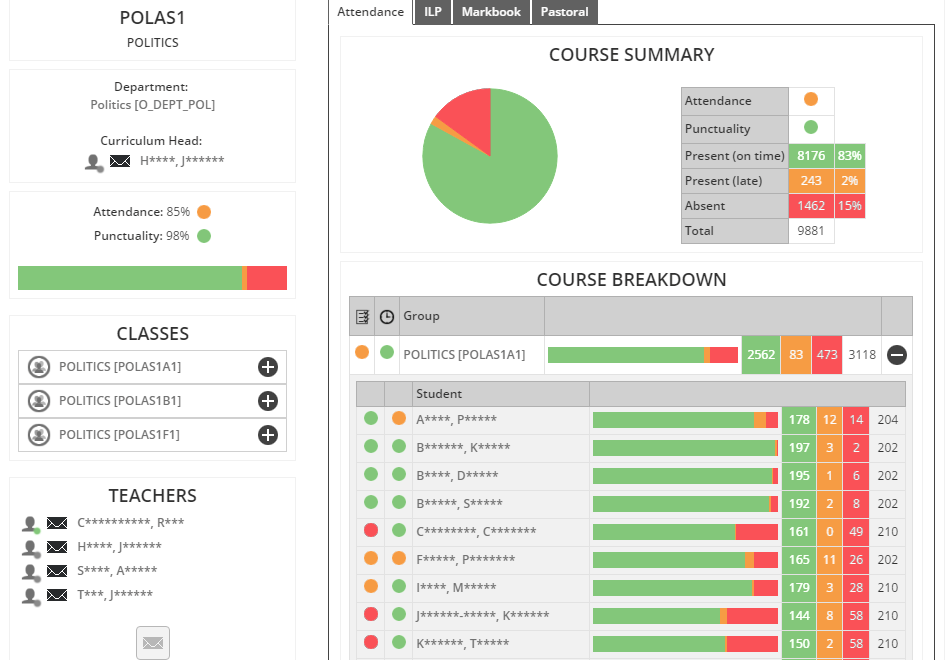 POLAS1
POLITICS
Department:
Politics [O_DEPT_POL]
Curriculum Head:
H****, J******
Attendance: 85%
Punctuality: 98%
CLASSES
POLITICS [POLAS1A1]
POLITICS [POLAS1B1]
POLITICS [POLAS1F1]
TEACHERS
C**********, R***
H****, J******
S****, A*****
T***, J******
Attendance ILP Markbook Pastoral
COURSE SUMMARY
Attendance
Punctuality
Present (on time) 8176 83%
Present (late) 243 2%
Absent 1462 15%
Total 9881
COURSE BREAKDOWN
Group
POLITICS [POLAS1A1] 2562 83 473 3118
Student
A****, P***** 178 12 14 204
B******, K***** 197 3 2 202
B****, D***** 195 1 6 202
B*****, S***** 192 2 8 202
C********, C******* 161 0 49 210
F*****, P******* 165 11 26 202
I****, M***** 179 3 28 210
J******-*****, K****** 144 8 58 210
K******, T***** 150 2 58 210